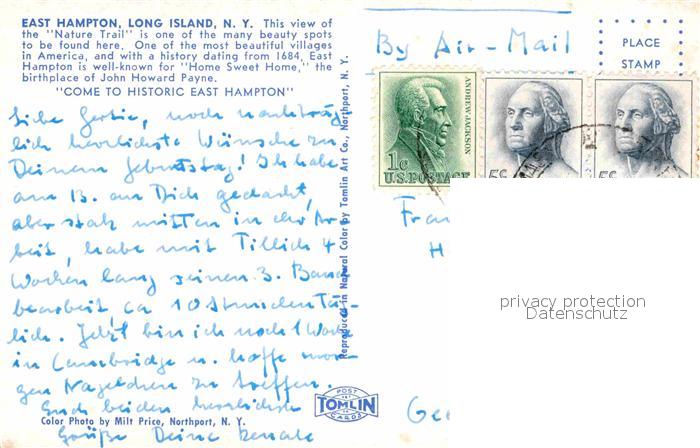 EAST HAMPTON, LONG ISLAND, N. Y. This view of
the "Nature Trail" is one of the many beauty spots
to be found here. One of the most beautiful villages
in America, and with a history dating from 1684, East
Hampton is well-known for "Home Sweet Home," the
birthplace of John Howard Payne.
"COME TO HISTORIC EAST HAMPTON"
Liebe Gertie, noch nachträg
lich herzlichste Wünsche zu
Deinem Geburtstag! Ich habe
am 13. an Dich gedacht,
aber stak mitten in der Ar
beit, habe mit Tillich 4
Wochen lang seinen 3. Band
bearbeit, ca 10 Stunden Täg
lich. Jetzt bin ich noch 1 Woche
in Cambridge u. hoffe mor
gen Nägelchen zu treffen.
Euch beiden herzlichste
Grüße Deine Renate
Color Photo by Milt Price, Northport, N. Y.
Reproduced in Natural Color by Tomlin Art Co., Northport, N. Y.
POST
TOMLIN
CARDS
By Air-Mail
PLACE
STAMP
ANDREW JACKSON
1c
U.S. POSTAGE
5c
5c
Frau
H
privacy protection
Datenschutz
Ge